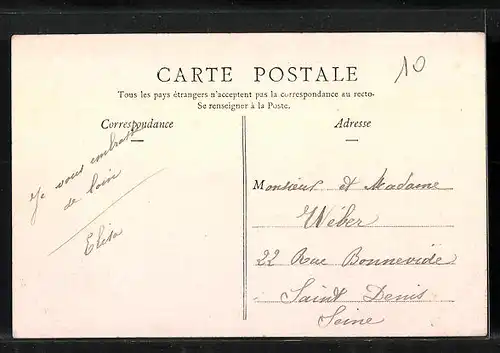 10
CARTE POSTALE
Tous les pays étrangers n'acceptent pas la correspondance au recto-
Se renseigner à la Poste.
Correspondance
Adresse
Je vous embrasse
de loin
Elisa
Monsieur et Madame
Wéber
22 Rue Bonnevide
Saint Denis
Seine